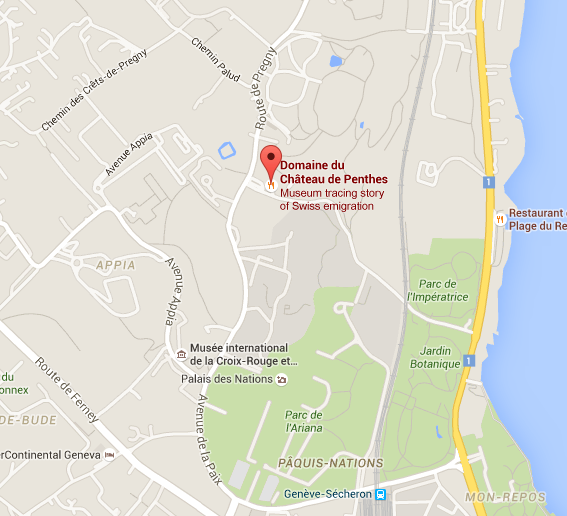 Chemin Palud
Route de Pregny
Chemin des Crêts-de-Pregny
Avenue Appia
Domaine du
Château de Penthes
Museum tracing story
of Swiss emigration
1
Restaurant
Plage du Re
APPIA
Avenue Appia
Parc de
l'Impératrice
Musée international
de la Croix-Rouge et...
Jardin
Botanique
1
Palais des Nations
Route de Ferney
du
onnex
DE-BUDE
Avenue de la Paix
Parc de
l'Ariana
erContinental Geneva
PÂQUIS-NATIONS
Genève-Sécheron
MON-REPOS